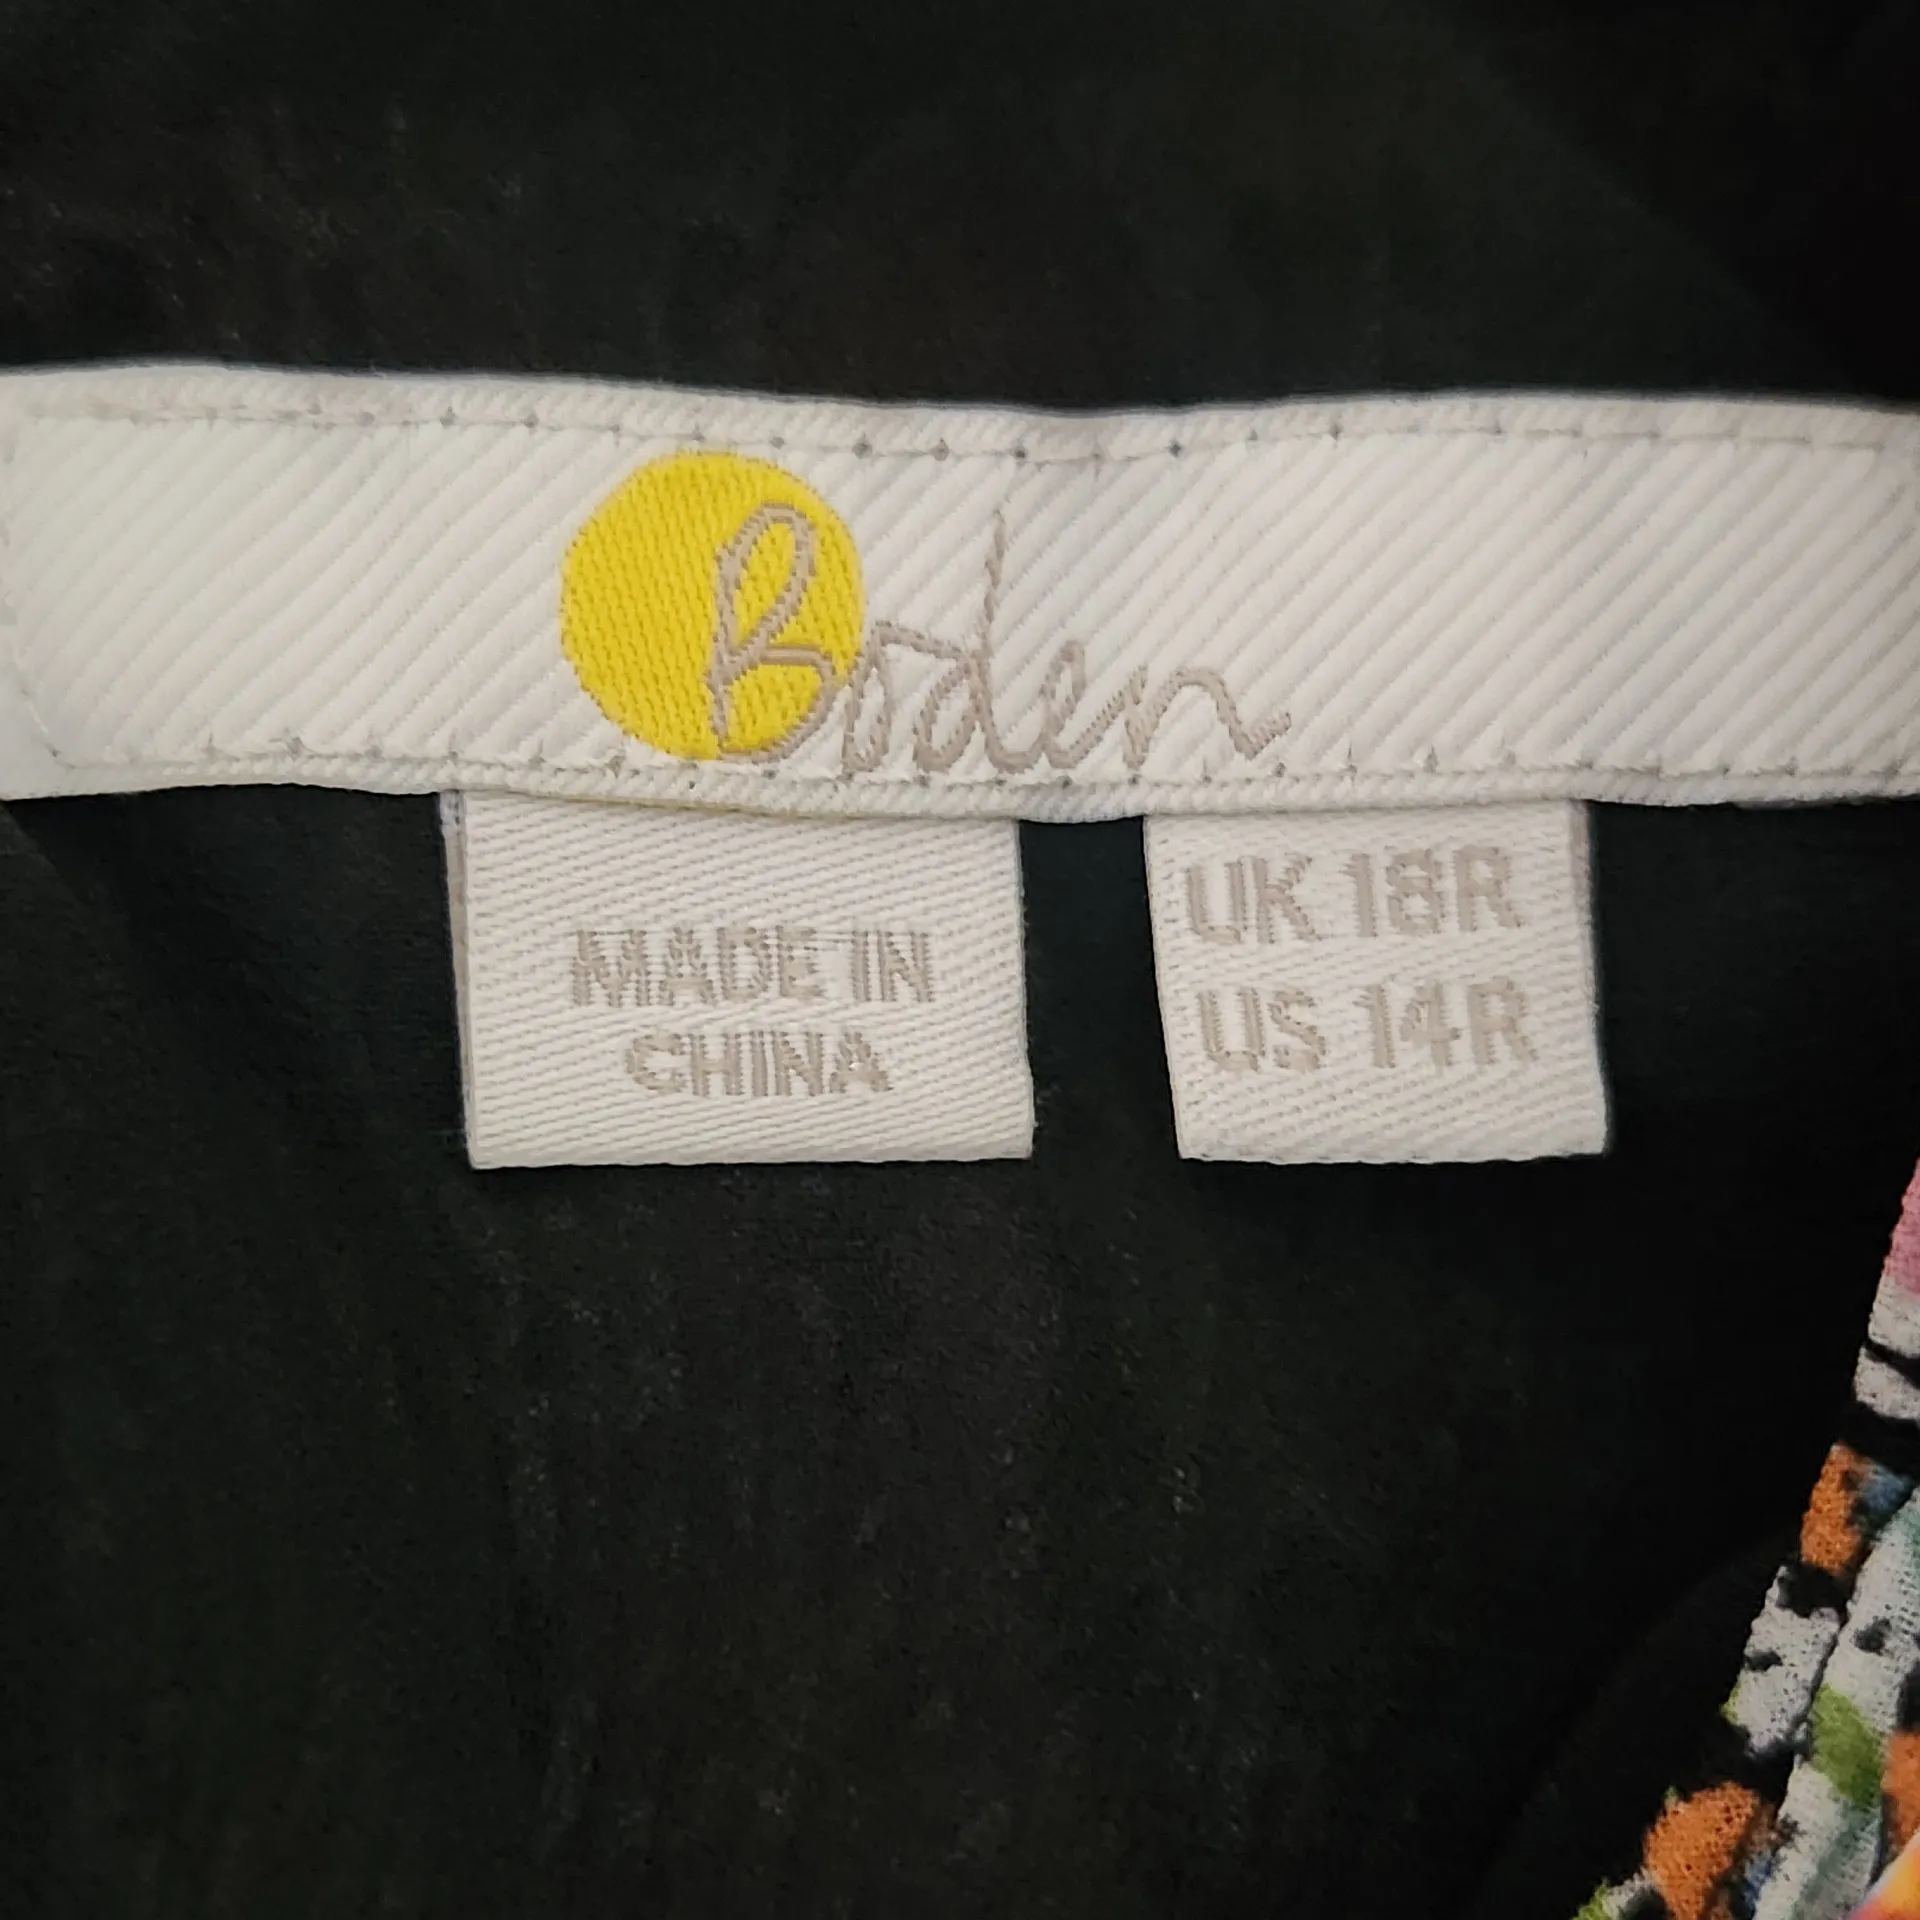 Boden
MADE IN
CHINA
UK 18R
US 14R